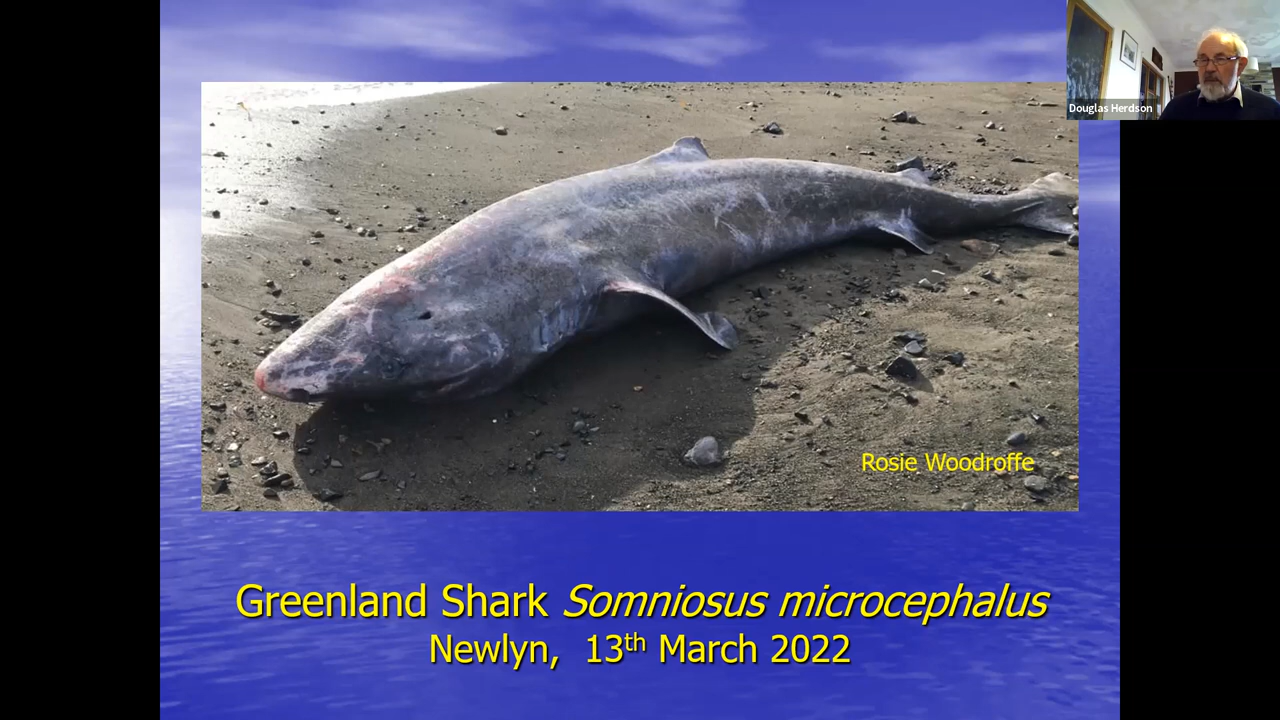 Douglas Herdson
Rosie Woodroffe
Greenland Shark Somniosus microcephalus
Newlyn, 13th March 2022